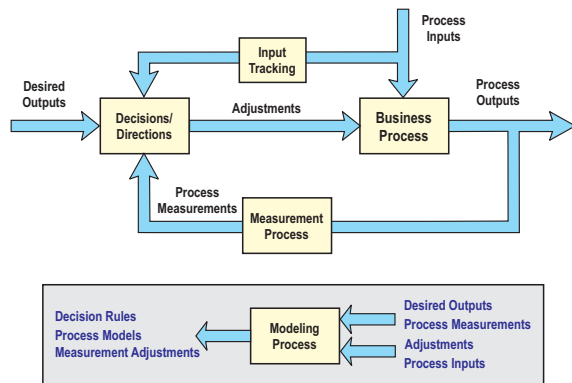 Process
Inputs
Input
Tracking
Desired
Outputs
Decisions/
Directions
Adjustments
Business
Process
Process
Outputs
Process
Measurements
Measurement
Process
Decision Rules
Process Models
Measurement Adjustments
Modeling
Process
Desired Outputs
Process Measurements
Adjustments
Process Inputs